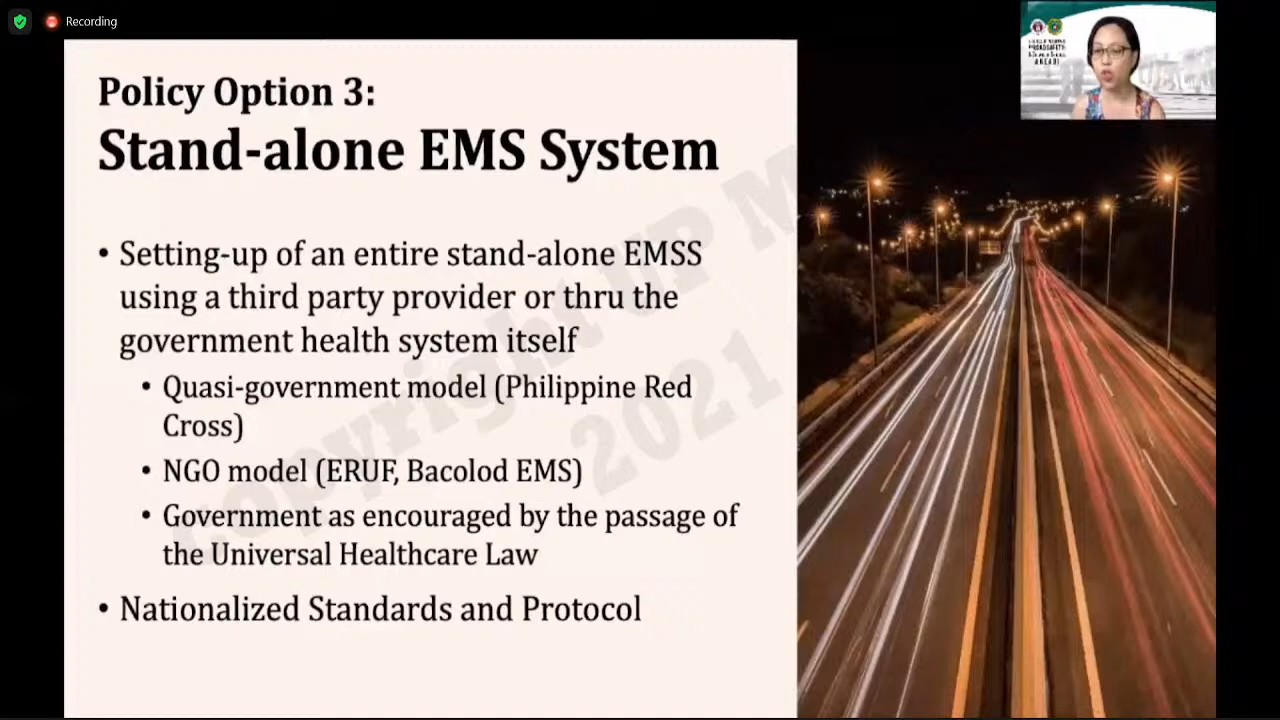 Recording
Policy Option 3:
Stand-alone EMS System
• Setting-up of an entire stand-alone EMSS
using a third party provider or thru the
government health system itself
• Quasi-government model (Philippine Red
Cross)
• NGO model (ERUF, Bacolod EMS)
• Government as encouraged by the passage of
the Universal Healthcare Law
• Nationalized Standards and Protocol
Copyright UP M
2021